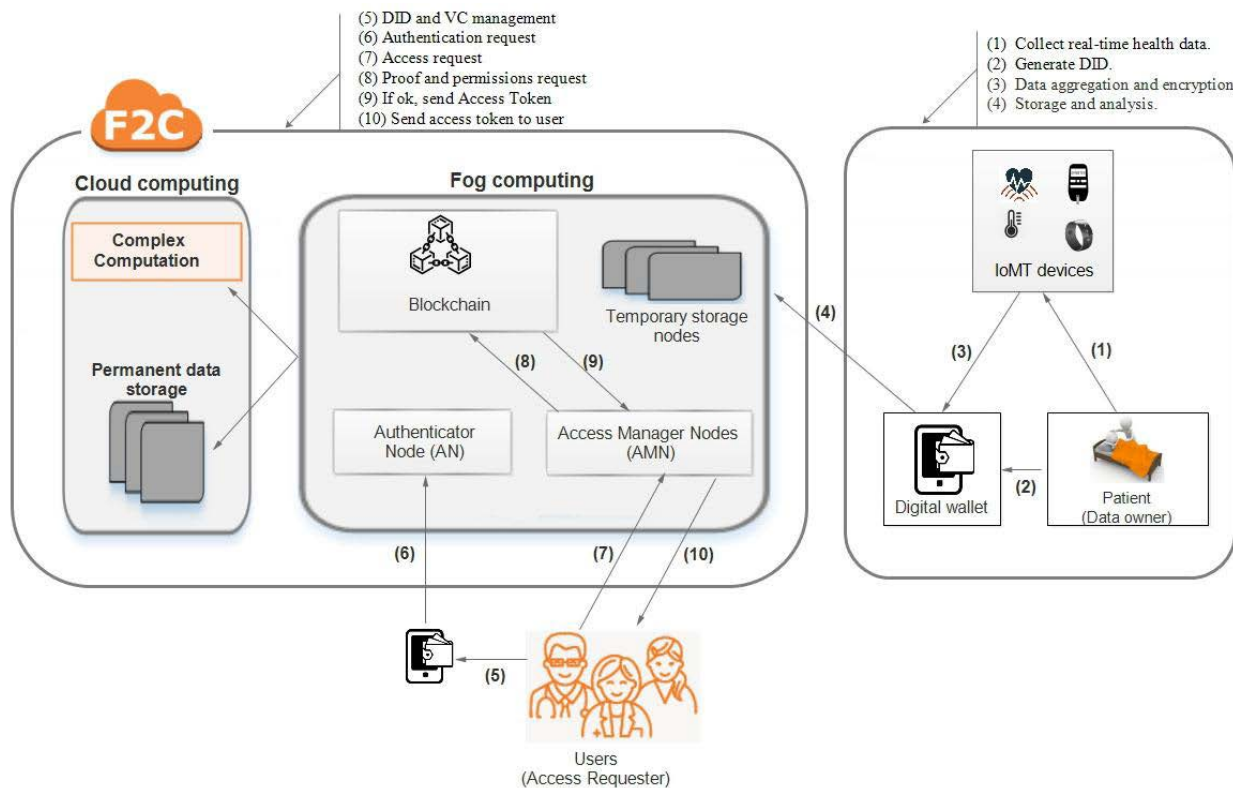 (5) DID and VC management
(6) Authentication request
(7) Access request
(8) Proof and permissions request
(9) If ok, send Access Token
(10) Send access token to user
(1) Collect real-time health data.
(2) Generate DID.
(3) Data aggregation and encryption
(4) Storage and analysis.
F2C
Cloud computing
Complex
Computation
Permanent data
storage
Fog computing
Blockchain
Temporary storage
nodes
(8)
(9)
Authenticator
Node (AN)
Access Manager Nodes
(AMN)
(4)
IoMT devices
(3)
(1)
Digital wallet
(2)
Patient
(Data owner)
(6)
(7)
(10)
(5)
Users
(Access Requester)